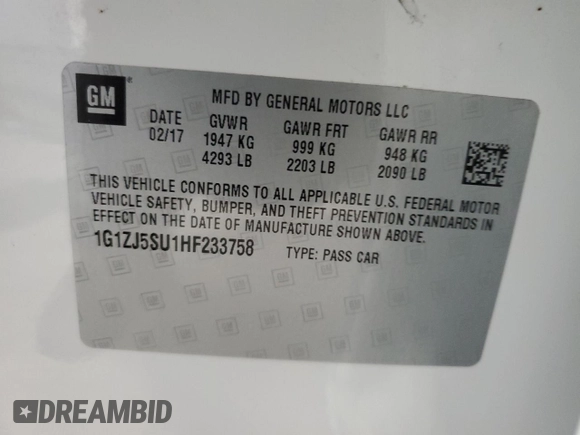 GM
MFD BY GENERAL MOTORS LLC
DATE GVWR GAWR FRT GAWR RR
02/17 1947 KG 999 KG 948 KG
4293 LB 2203 LB 2090 LB
THIS VEHICLE CONFORMS TO ALL APPLICABLE U.S. FEDERAL MOTOR
VEHICLE SAFETY, BUMPER, AND THEFT PREVENTION STANDARDS IN
EFFECT ON THE DATE OF MANUFACTURE SHOWN ABOVE.
1G1ZJ5SU1HF233758 TYPE: PASS CAR
DREAMBID